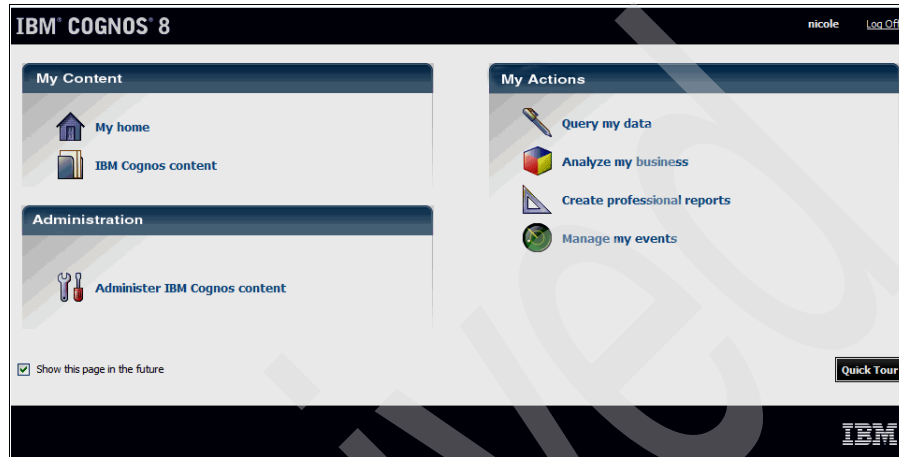 IBM® COGNOS® 8
nicole Log Off
My Content
My home
IBM Cognos content
Administration
Administer IBM Cognos content
My Actions
Query my data
Analyze my business
Create professional reports
Manage my events
Show this page in the future
Quick Tour
IBM